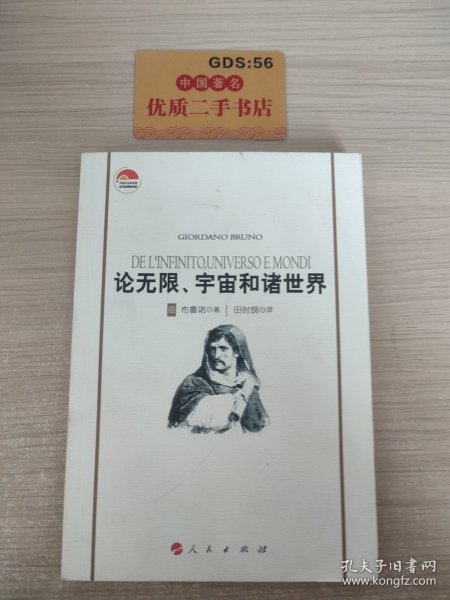 GDS:56
中国著名
优质二手书店
GIORDANO BRUNO
DE L'INFINITO,UNIVERSO E MONDI
论无限、宇宙和诸世界
布鲁诺◎著 田时纲◎译
人民出版社
孔夫子旧书网
www.kongfz.com